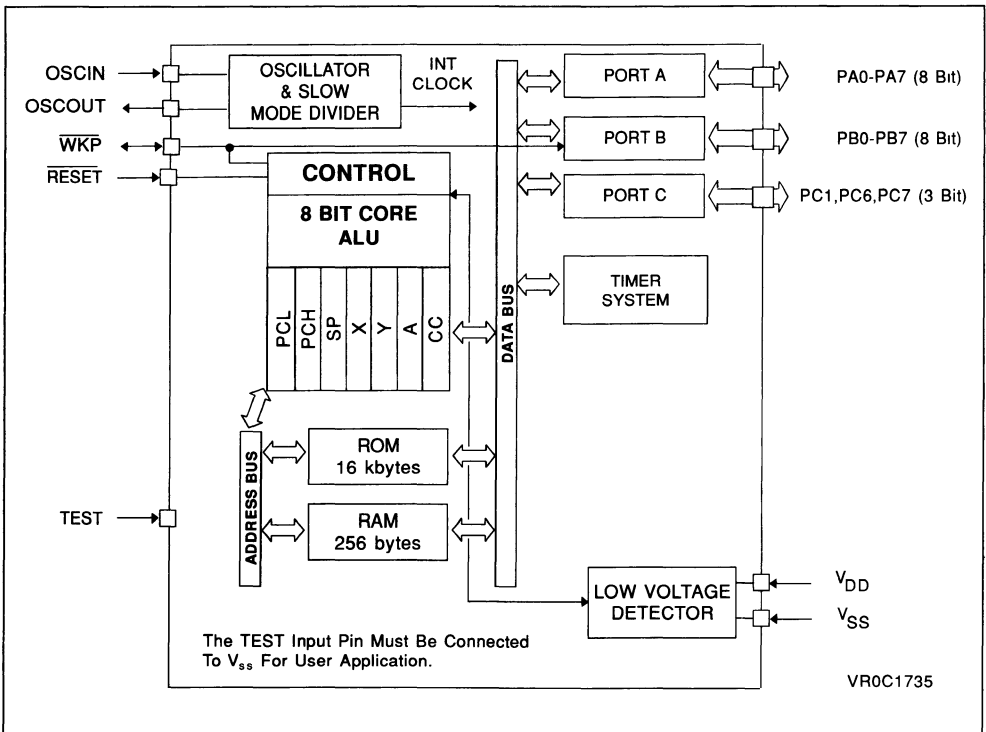 OSCIN
OSCOUT
WKP
RESET
TEST
OSCILLATOR
& SLOW
MODE DIVIDER
INT
CLOCK
CONTROL
8 BIT CORE
ALU
PCL
PCH
SP
X
Y
A
CC
ADDRESS BUS
ROM
16 kbytes
RAM
256 bytes
DATA BUS
PORT A
PORT B
PORT C
TIMER
SYSTEM
LOW VOLTAGE
DETECTOR
PA0-PA7 (8 Bit)
PB0-PB7 (8 Bit)
PC1,PC6,PC7 (3 Bit)
VDD
VSS
The TEST Input Pin Must Be Connected
To Vss For User Application.
VR0C1735